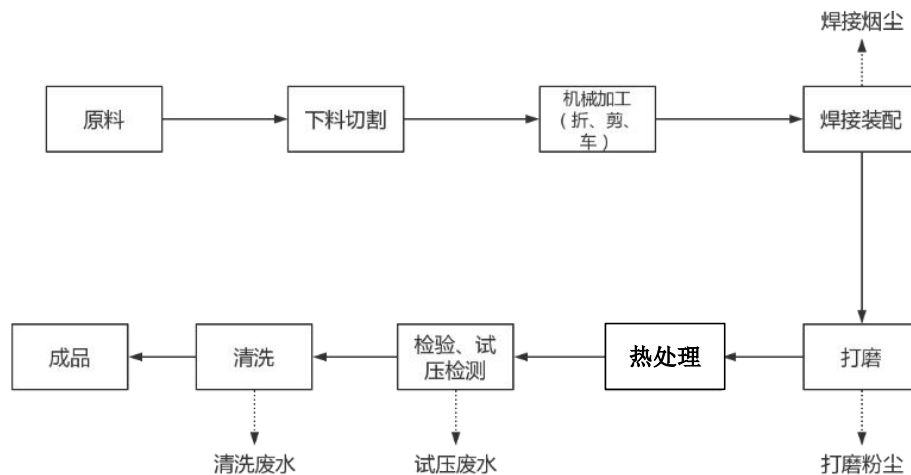 焊接烟尘
原料
下料切割
机械加工
（折、剪、
车）
焊接装配
成品
清洗
检验、试
压检测
热处理
打磨
清洗废水
试压废水
打磨粉尘